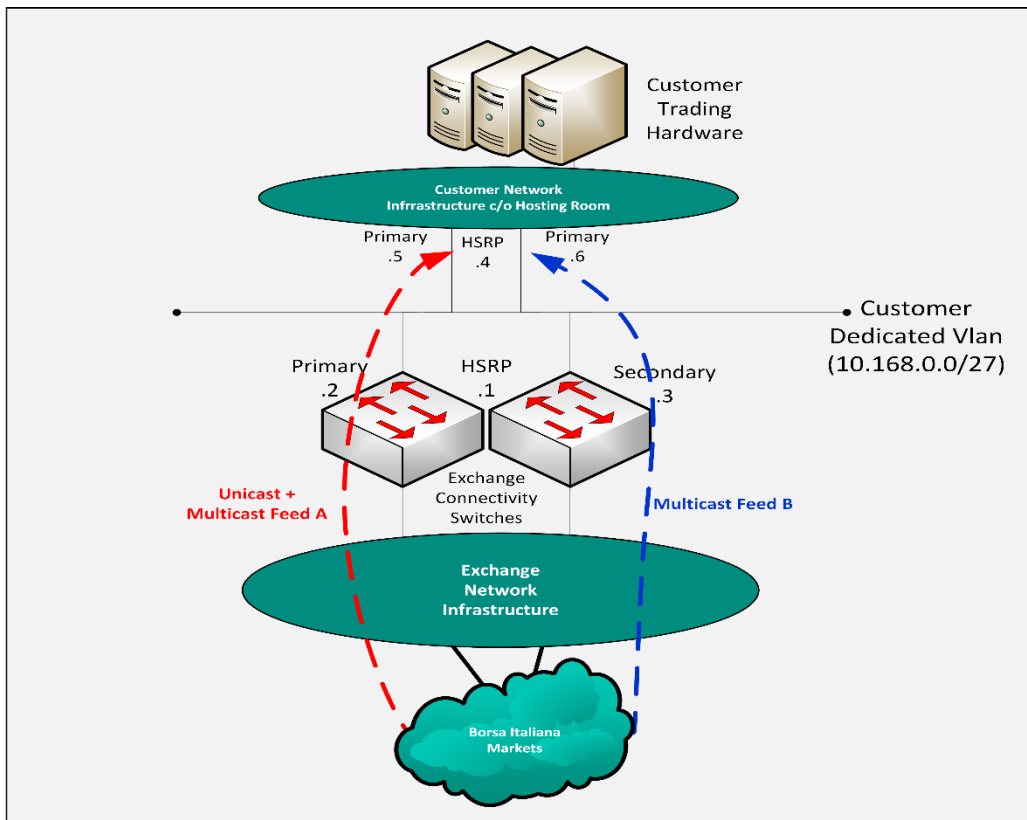 Customer
Trading
Hardware
Customer Network
Infrrastructure c/o Hosting Room
Primary
.5
HSRP
.4
Primary
.6
Customer
Dedicated Vlan
(10.168.0.0/27)
Primary
.2
HSRP
.1
Secondary
.3
Exchange
Connectivity
Switches
Unicast +
Multicast Feed A
Multicast Feed B
Exchange
Network
Infrastructure
Borsa Italiana
Markets